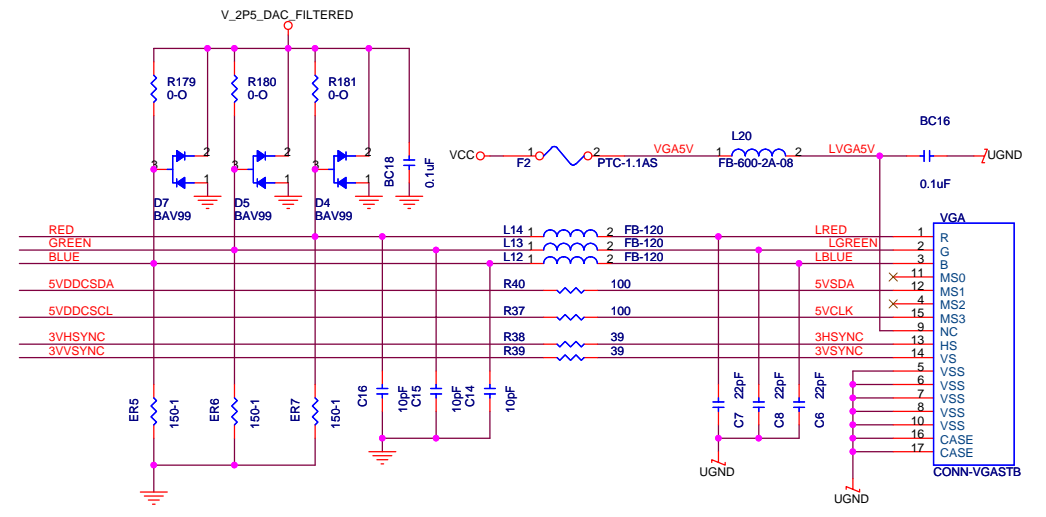 V_2P5_DAC_FILTERED
R179
0-O
R180
0-O
R181
0-O
BC16
L20
VCC
1
2
VGA5V
1
2
LVGA5V
UGND
F2
PTC-1.1AS
FB-600-2A-08
0.1uF
3
2
1
3
2
1
3
2
1
BC18
0.1uF
D7
BAV99
D5
BAV99
D4
BAV99
VGA
RED
L14
1
2
FB-120
LRED
1
R
GREEN
L13
1
2
FB-120
LGREEN
2
G
BLUE
L12
1
2
FB-120
LBLUE
3
B
11
MS0
5VDDCSDA
R40
100
5VSDA
12
MS1
4
MS2
5VDDCSCL
R37
100
5VCLK
15
MS3
9
NC
3VHSYNC
R38
39
3HSYNC
13
HS
3VVSYNC
R39
39
3VSYNC
14
VS
5
VSS
6
VSS
7
VSS
8
VSS
10
VSS
16
CASE
17
CASE
CONN-VGASTB
ER5
150-1
ER6
150-1
ER7
150-1
C16
10pF
C15
10pF
C14
10pF
C7
22pF
C8
22pF
C6
22pF
UGND
UGND